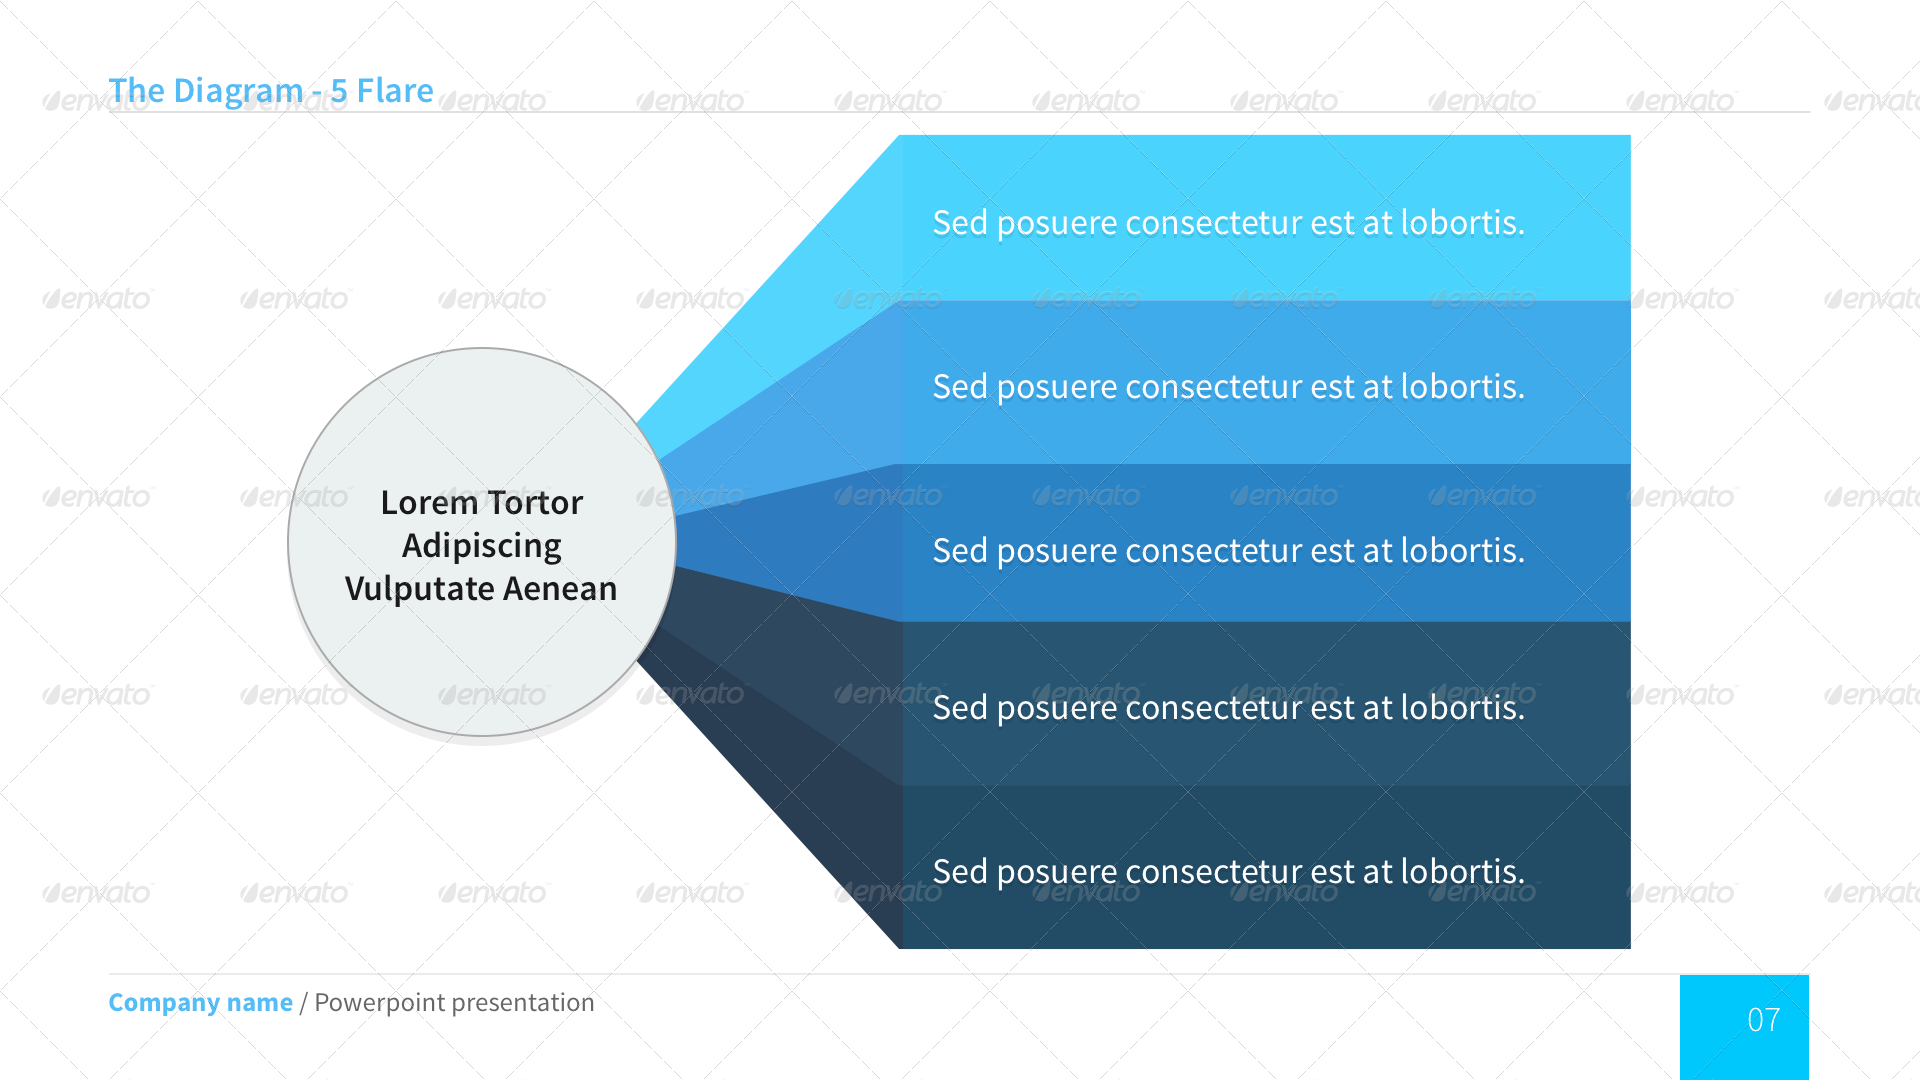 The Diagram - 5 Flare
Sed posuere consectetur est at lobortis.
Sed posuere consectetur est at lobortis.
Lorem Tortor
Adipiscing
Vulputate Aenean
Sed posuere consectetur est at lobortis.
Sed posuere consectetur est at lobortis.
Sed posuere consectetur est at lobortis.
Company name / Powerpoint presentation
07
envato